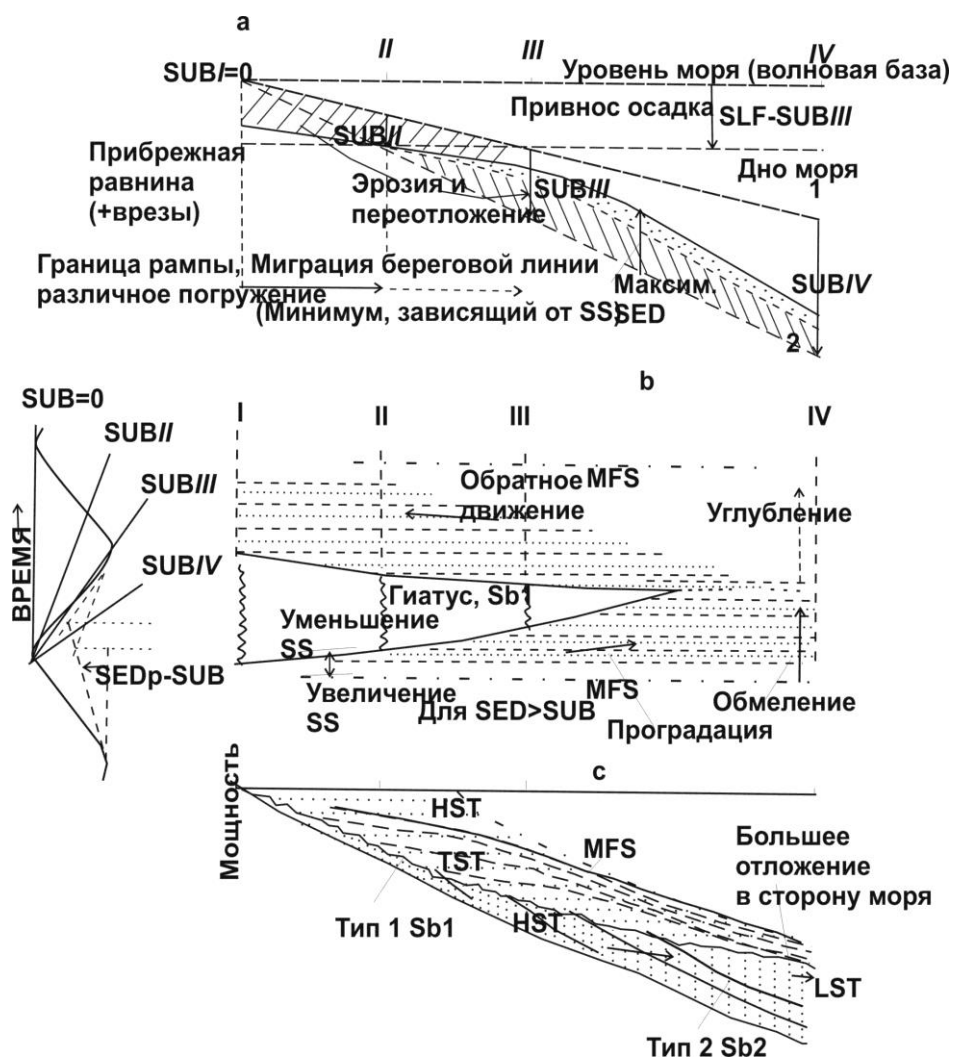 а
II
III
IV
SUBI=0
Уровень моря (волновая база)
Привнос осадка
SLF-SUBIII
SUBII
Прибрежная
равнина
(+врезы)
Эрозия и
переотложение
SUBIII
Дно моря
1
Граница рампы,
различное погружение
Миграция береговой линии
(Минимум, зависящий от SS)
Максим.
SED
SUBIV
2
b
SUB=0
I
II
III
IV
SUBII
SUBIII
SUBIV
ВРЕМЯ
SEDp-SUB
Обратное
движение
MFS
Углубление
Гиатус, Sb1
Уменьшение
SS
Увеличение
SS
MFS
Для SED>SUB
Обмеление
Проградация
c
Мощность
HST
MFS
TST
Большее
отложение
в сторону моря
Тип 1 Sb1
HST
LST
Тип 2 Sb2